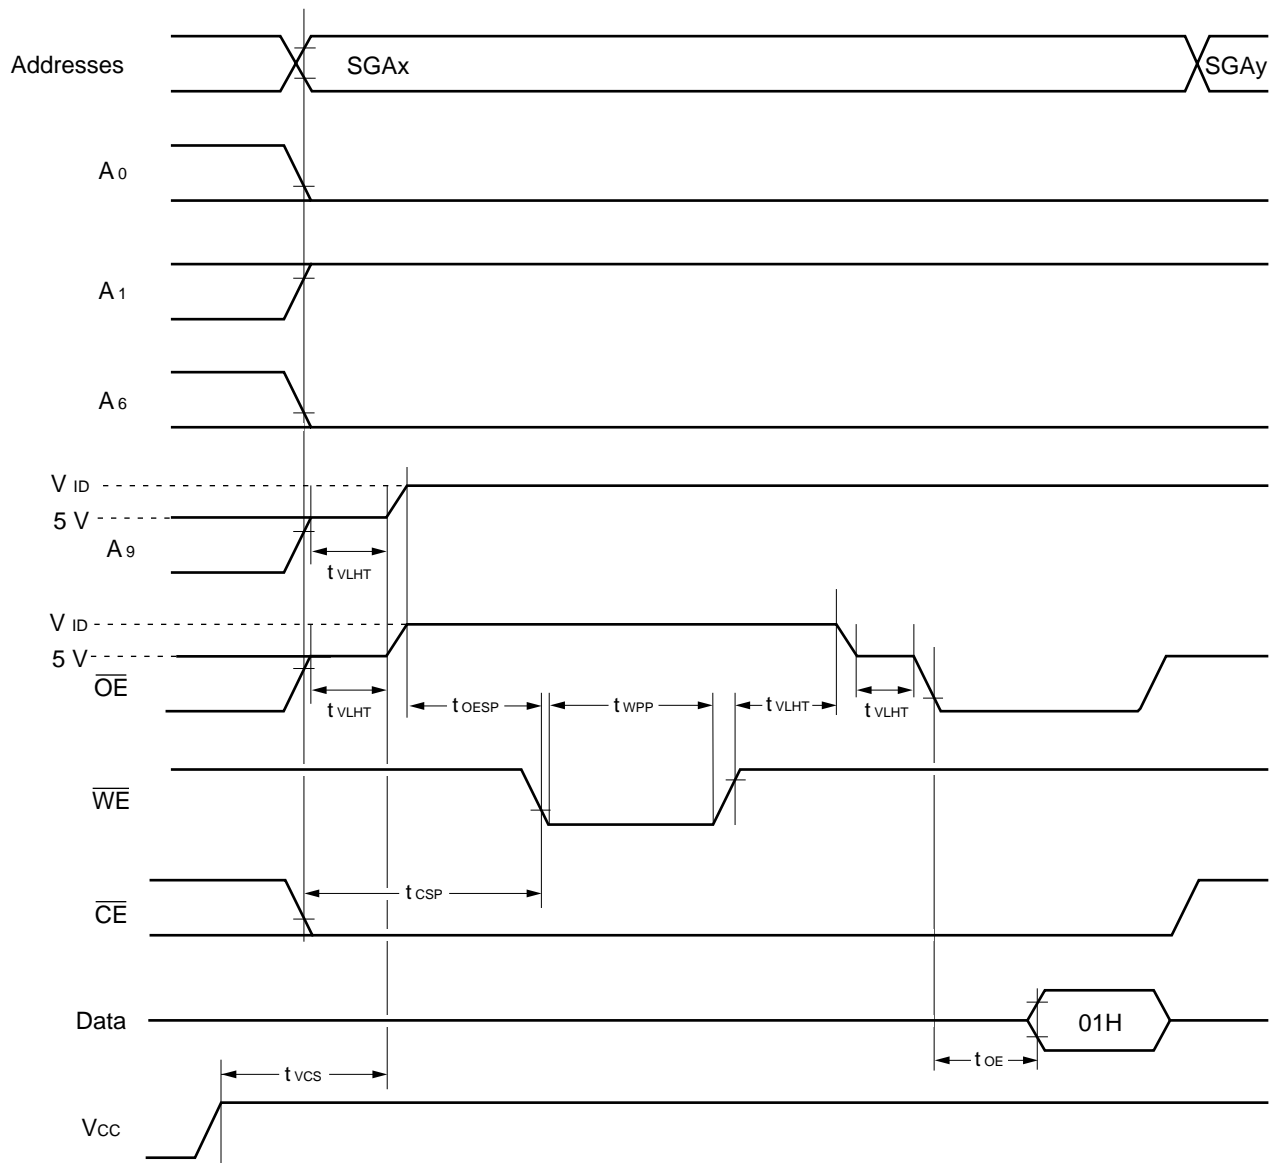 Addresses
SGAx
SGAy
A0
A1
A6
VID
5 V
A9
tVLHT
VID
5 V
OE
tVLHT
tOESP
tWPP
tVLHT
tVLHT
WE
CE
tCSP
Data
01H
tOE
tVCS
VCC